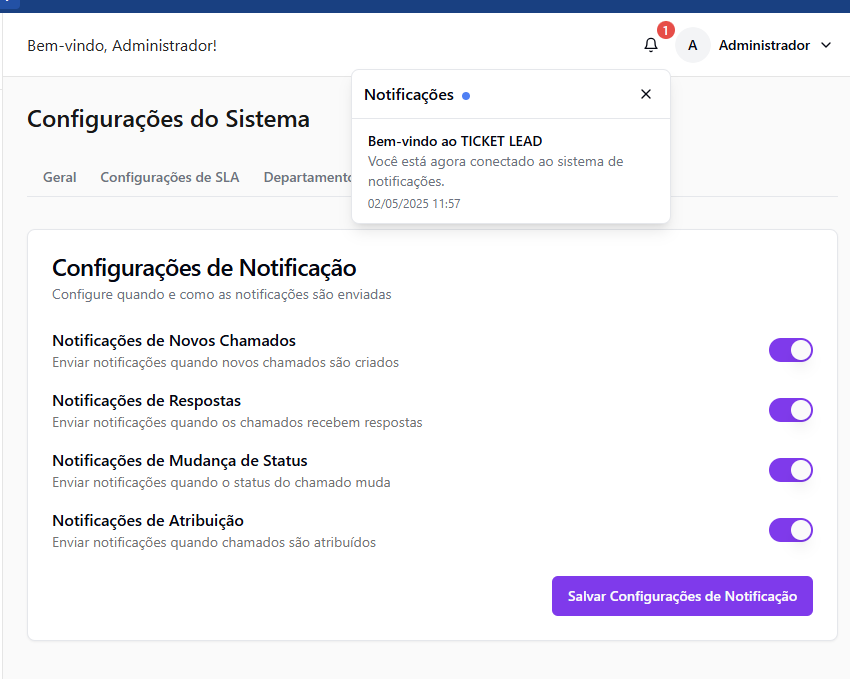 Bem-vindo, Administrador!
1
A
Administrador
Notificações
Bem-vindo ao TICKET LEAD
Você está agora conectado ao sistema de
notificações.
02/05/2025 11:57
Configurações do Sistema
Geral
Configurações de SLA
Configurações de Notificação
Configure quando e como as notificações são enviadas
Notificações de Novos Chamados
Enviar notificações quando novos chamados são criados
Notificações de Respostas
Enviar notificações quando os chamados recebem respostas
Notificações de Mudança de Status
Enviar notificações quando o status do chamado muda
Notificações de Atribuição
Enviar notificações quando chamados são atribuídos
Salvar Configurações de Notificação